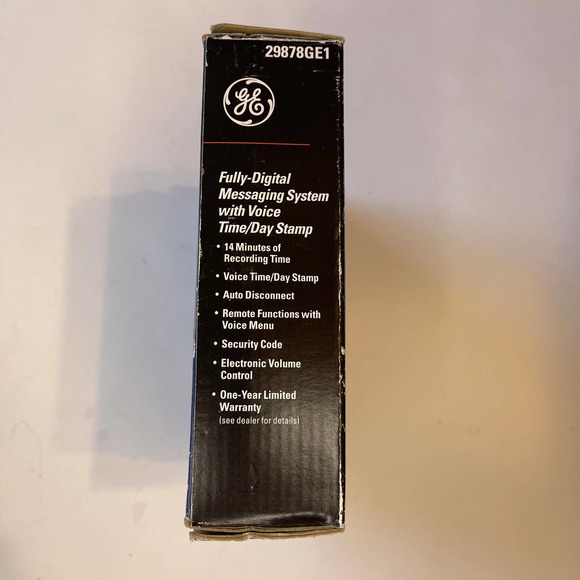 29878GE1
GE
Fully-Digital
Messaging System
with Voice
Time/Day Stamp
• 14 Minutes of
Recording Time
• Voice Time/Day Stamp
• Auto Disconnect
• Remote Functions with
Voice Menu
• Security Code
• Electronic Volume
Control
• One-Year Limited
Warranty
(see dealer for details)